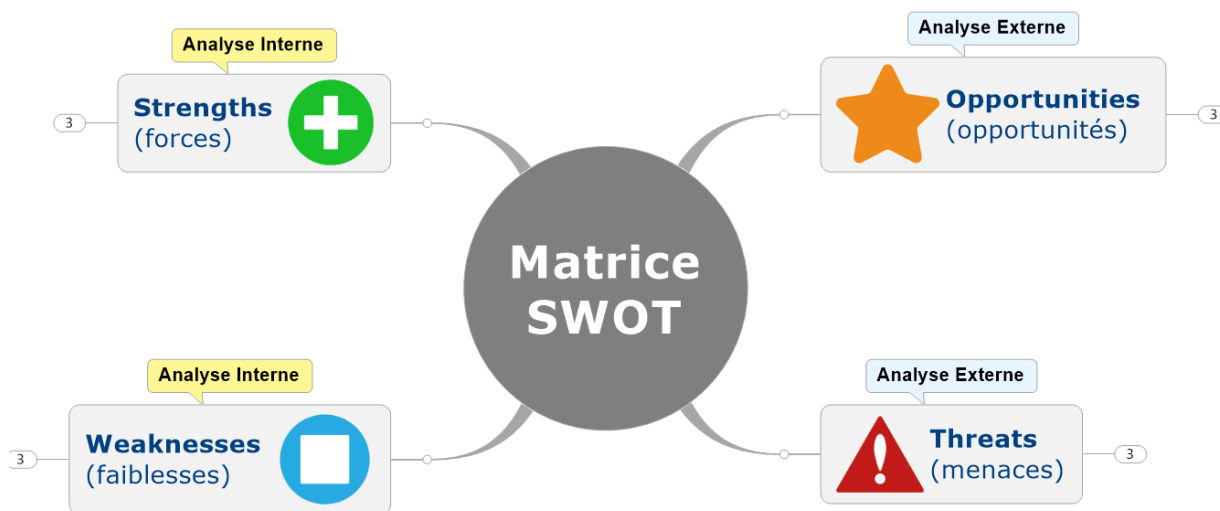 Analyse Interne
Strengths
(forces)
3
Analyse Externe
Opportunities
(opportunités)
3
Matrice
SWOT
Analyse Interne
Weaknesses
(faiblesses)
3
Analyse Externe
Threats
(menaces)
3